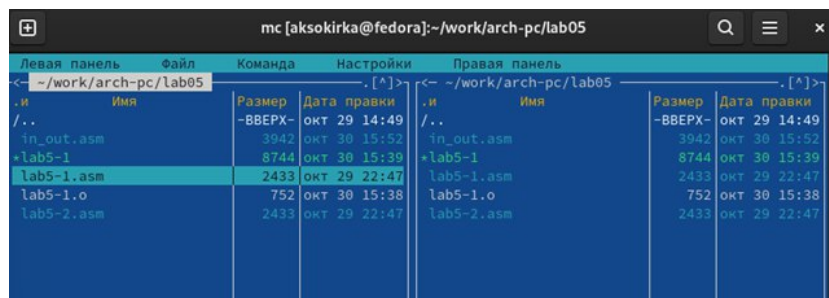 mc [aksokirka@fedora]:~/work/arch-pc/lab05
Левая панель Файл Команда Настройки Правая панель
<— ~/work/arch-pc/lab05 —.[^]>┐┌<— ~/work/arch-pc/lab05 —.[^]>┐
.и Имя Размер Дата правки .и Имя Размер Дата правки
/.. -ВВЕРХ- окт 29 14:49 /.. -ВВЕРХ- окт 29 14:49
in_out.asm 3942 окт 30 15:52 in_out.asm 3942 окт 30 15:52
*lab5-1 8744 окт 30 15:39 *lab5-1 8744 окт 30 15:39
lab5-1.asm 2433 окт 29 22:47 lab5-1.asm 2433 окт 29 22:47
lab5-1.o 752 окт 30 15:38 lab5-1.o 752 окт 30 15:38
lab5-2.asm 2433 окт 29 22:47 lab5-2.asm 2433 окт 29 22:47